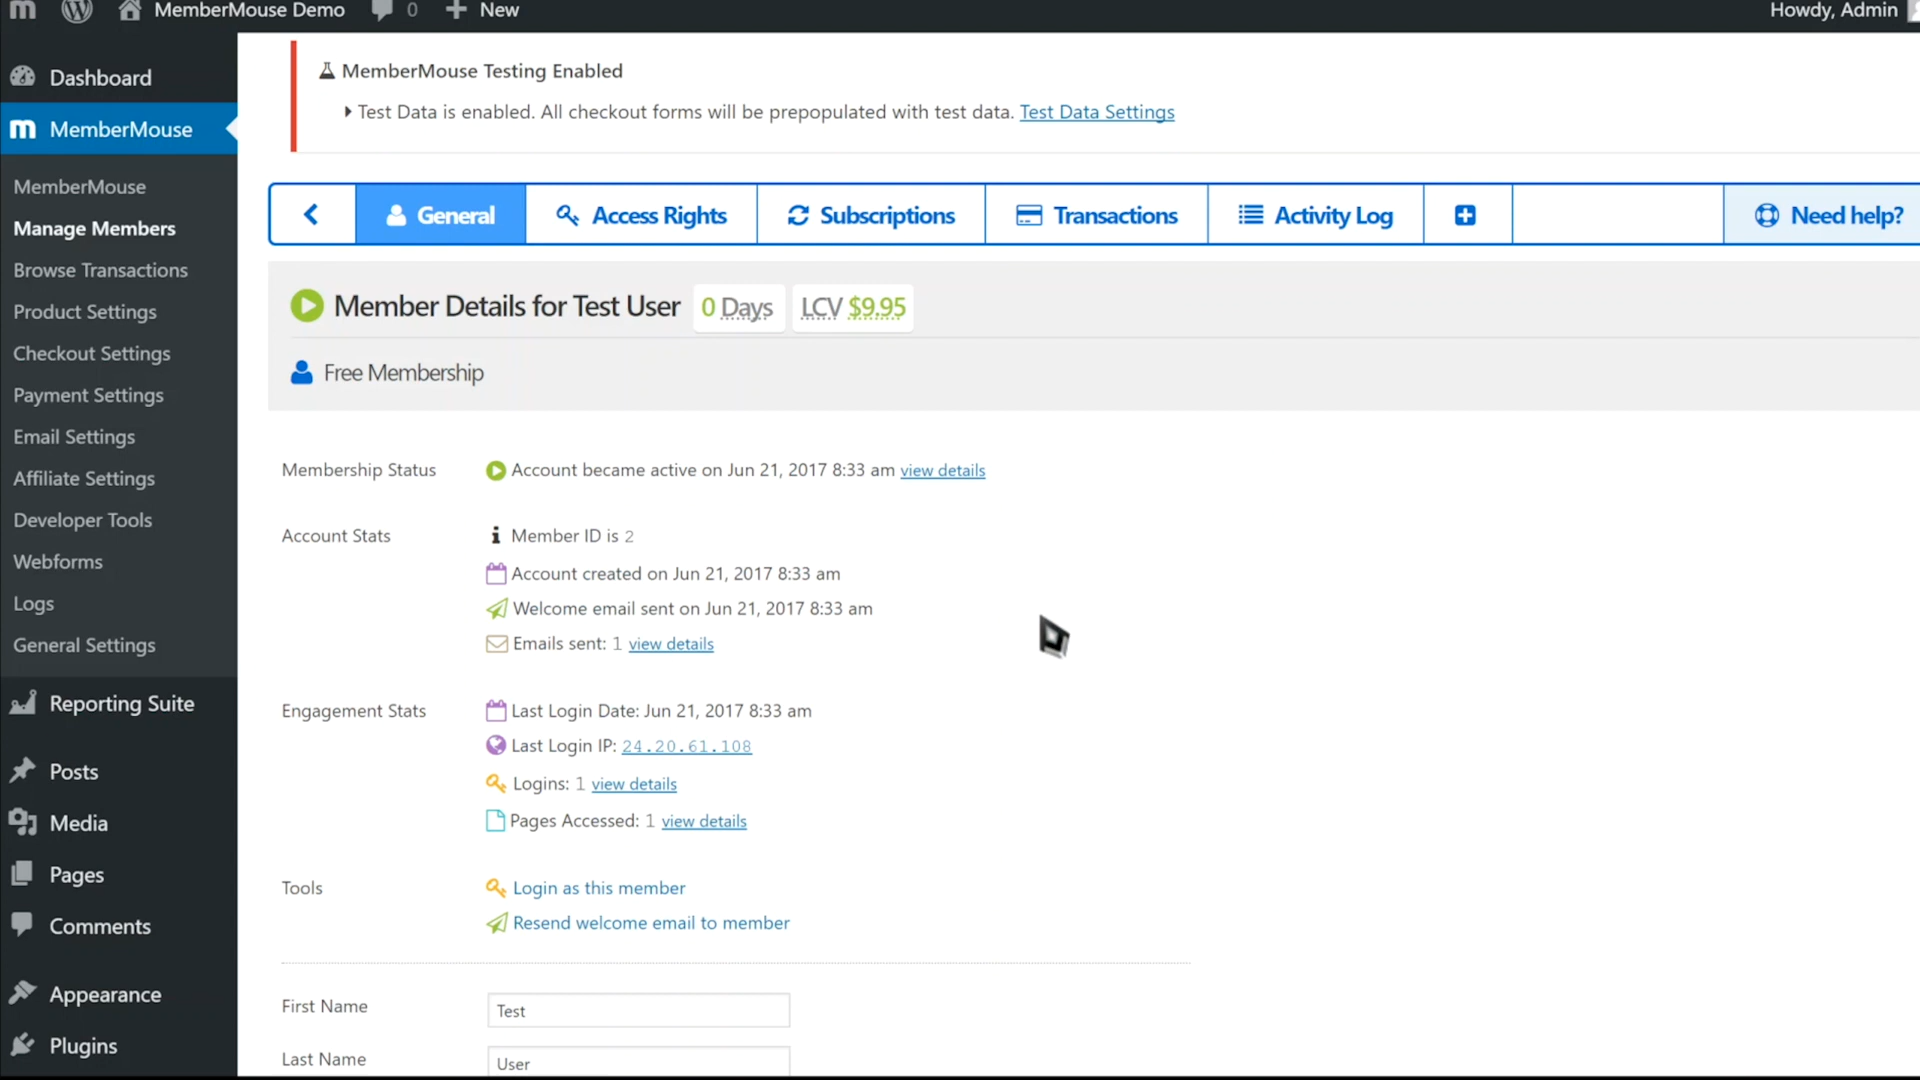 MemberMouse Demo 0 New Howdy, Admin
Dashboard
MemberMouse
MemberMouse
Manage Members
Browse Transactions
Product Settings
Checkout Settings
Payment Settings
Email Settings
Affiliate Settings
Developer Tools
Webforms
Logs
General Settings
Reporting Suite
Posts
Media
Pages
Comments
Appearance
Plugins
MemberMouse Testing Enabled
Test Data is enabled. All checkout forms will be prepopulated with test data. Test Data Settings
General Access Rights Subscriptions Transactions Activity Log Need help?
Member Details for Test User 0 Days LCV $9.95
Free Membership
Membership Status Account became active on Jun 21, 2017 8:33 am view details
Account Stats Member ID is 2
Account created on Jun 21, 2017 8:33 am
Welcome email sent on Jun 21, 2017 8:33 am
Emails sent: 1 view details
Engagement Stats Last Login Date: Jun 21, 2017 8:33 am
Last Login IP: 24.20.61.108
Logins: 1 view details
Pages Accessed: 1 view details
Tools Login as this member
Resend welcome email to member
First Name Test
Last Name User